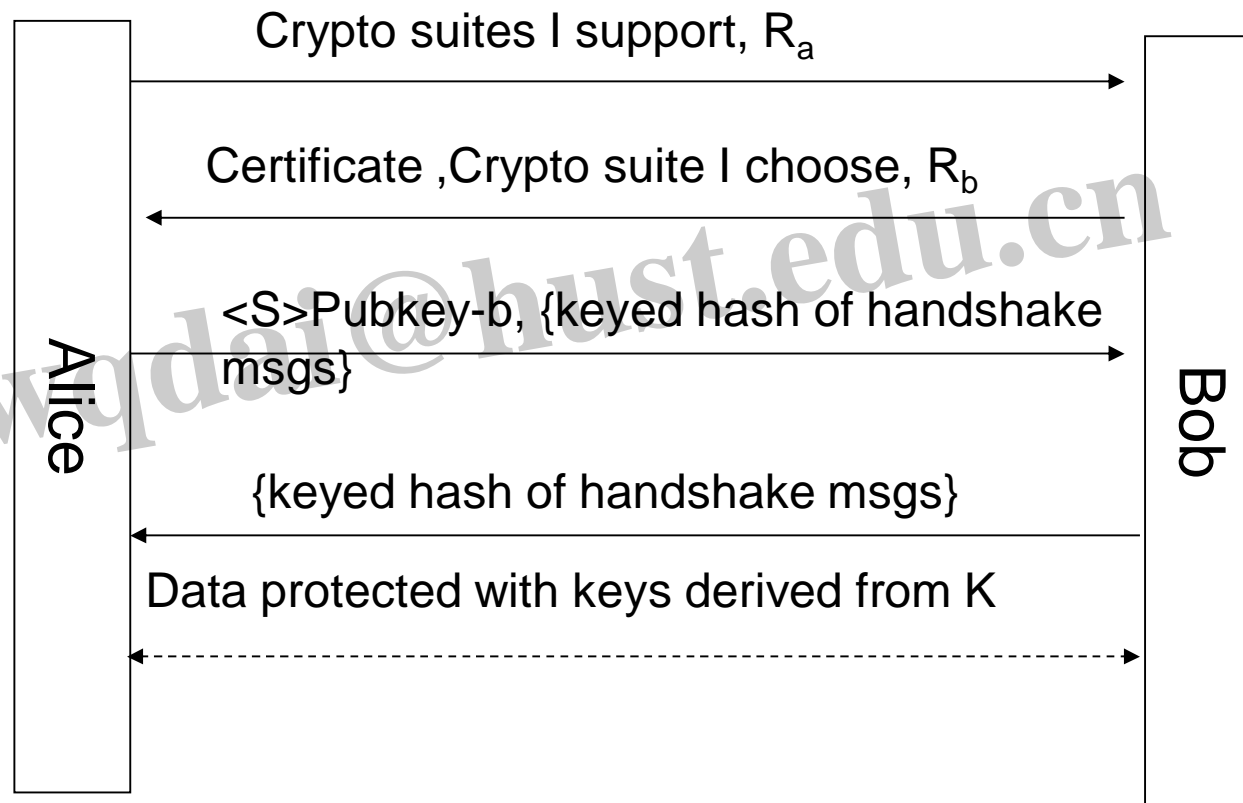 Crypto suites I support, Rₐ
Certificate ,Crypto suite I choose, R_b
<S>Pubkey-b, {keyed hash of handshake
msgs}
{keyed hash of handshake msgs}
Data protected with keys derived from K
Alice
Bob
wqdai@hust.edu.cn